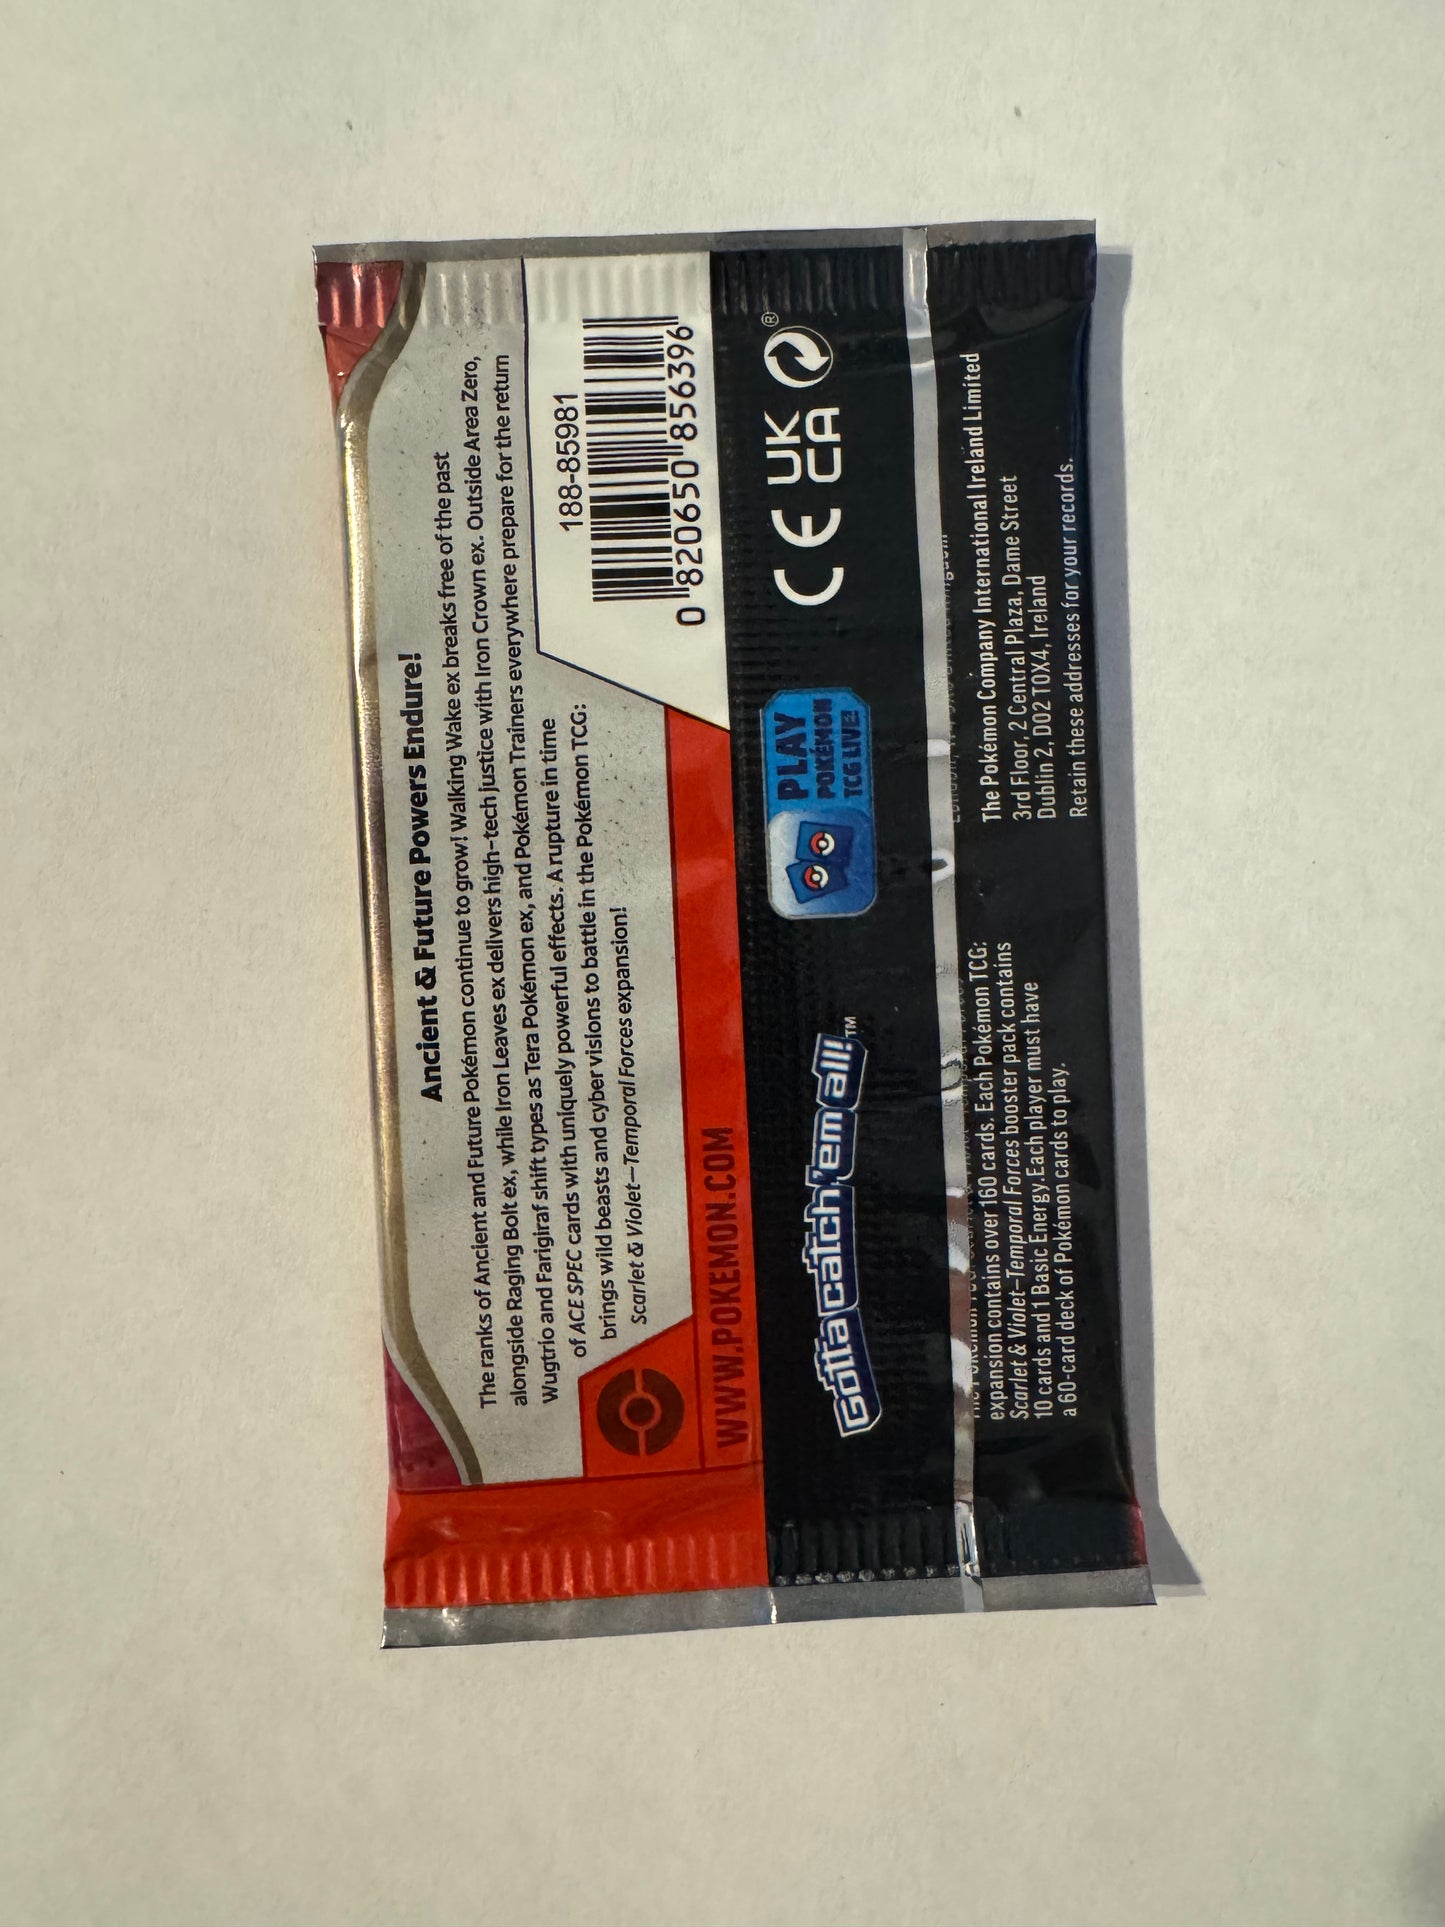 Ancient & Future Powers Endure!
The ranks of Ancient and Future Pokémon continue to grow! Walking Wake ex breaks free of the past
alongside Raging Bolt ex, while Iron Leaves ex delivers high-tech justice with Iron Crown ex. Outside Area Zero,
Wugtrio and Farigiraf shift types as Tera Pokémon ex, and Pokémon Trainers everywhere prepare for the return
of ACE SPEC cards with uniquely powerful effects. A rupture in time
brings wild beasts and cyber visions to battle in the Pokémon TCG:
Scarlet & Violet—Temporal Forces expansion!
188-85981
0 820650 856396
WWW.POKEMON.COM
Gotta catch 'em all!™
PLAY
POKÉMON
TCG LIVE!
CE
UK
CA
®
expansion contains over 160 cards. Each Pokémon TCG:
Scarlet & Violet—Temporal Forces booster pack contains
10 cards and 1 Basic Energy. Each player must have
a 60-card deck of Pokémon cards to play.
The Pokémon Company International Ireland Limited
3rd Floor, 2 Central Plaza, Dame Street
Dublin 2, D02 T0X4, Ireland
Retain these addresses for your records.